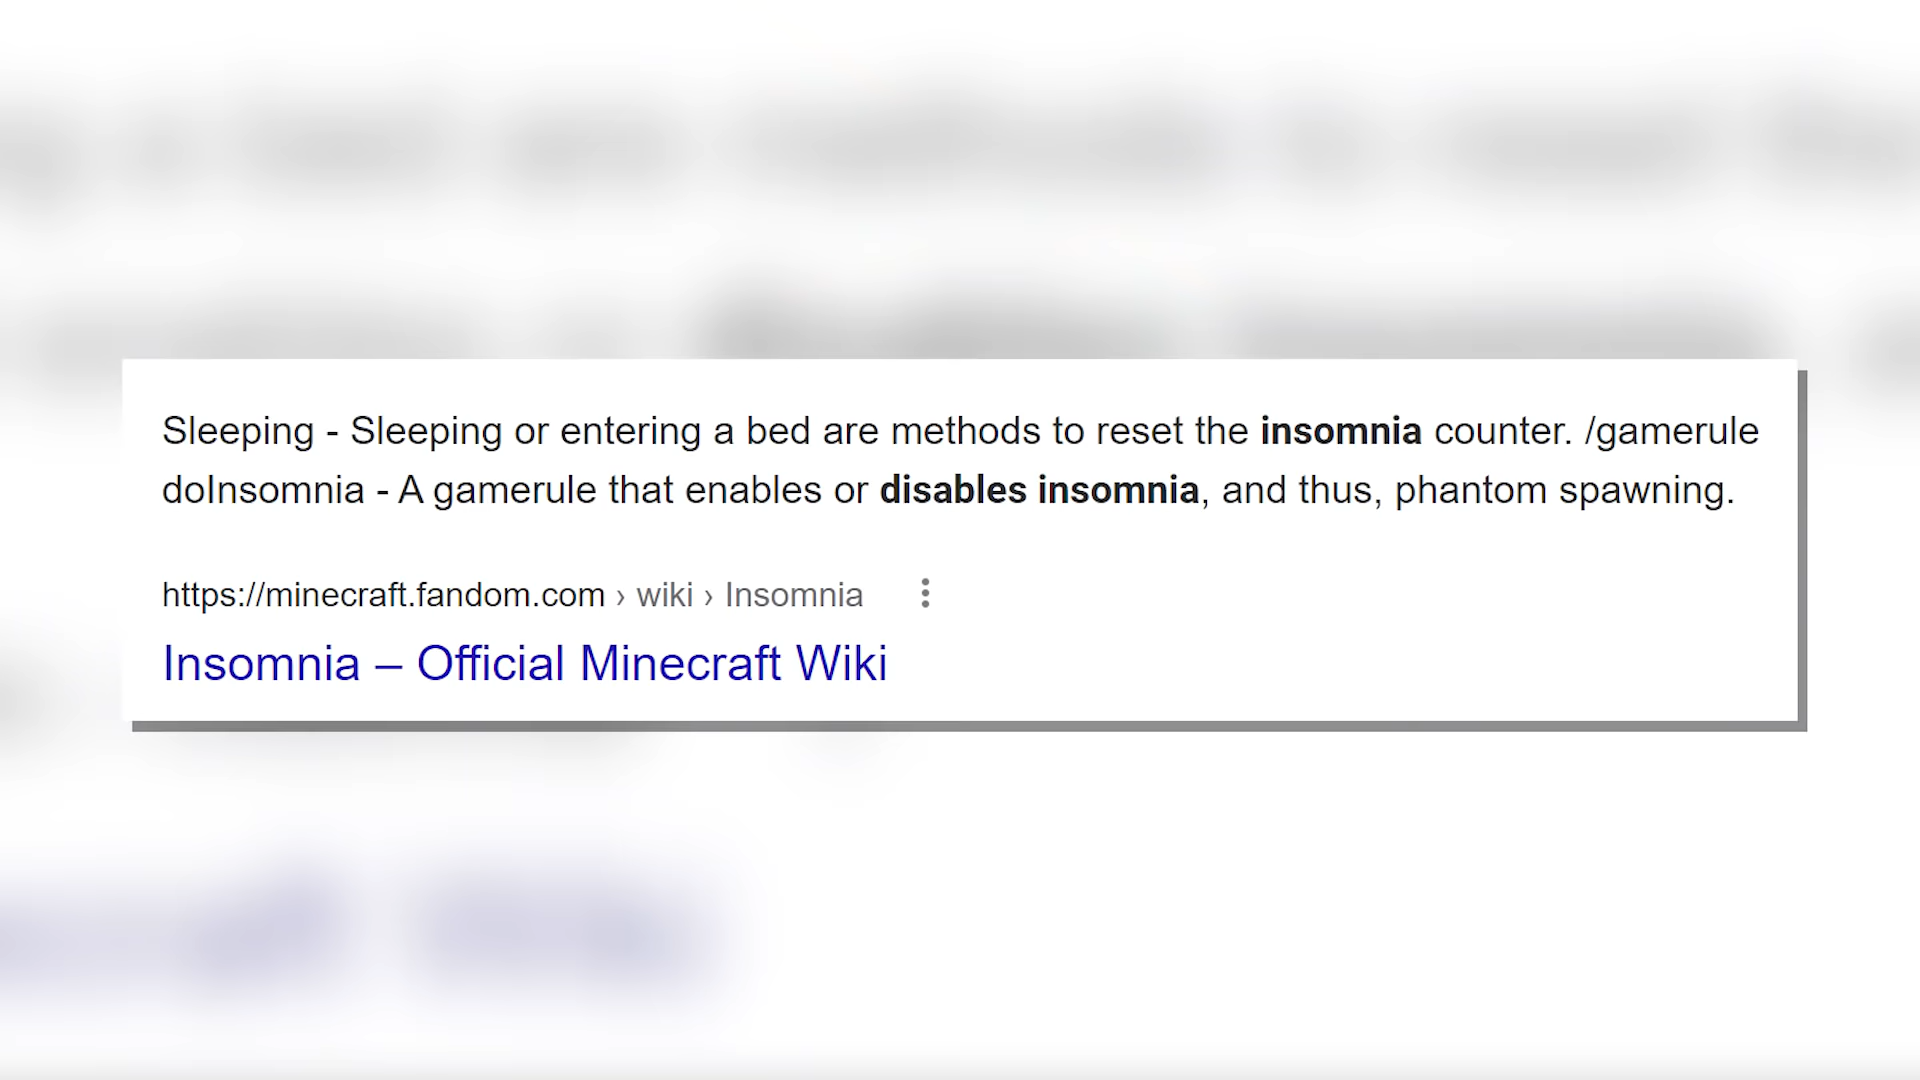 Sleeping - Sleeping or entering a bed are methods to reset the insomnia counter. /gamerule
doInsomnia - A gamerule that enables or disables insomnia, and thus, phantom spawning.
https://minecraft.fandom.com › wiki › Insomnia
Insomnia – Official Minecraft Wiki